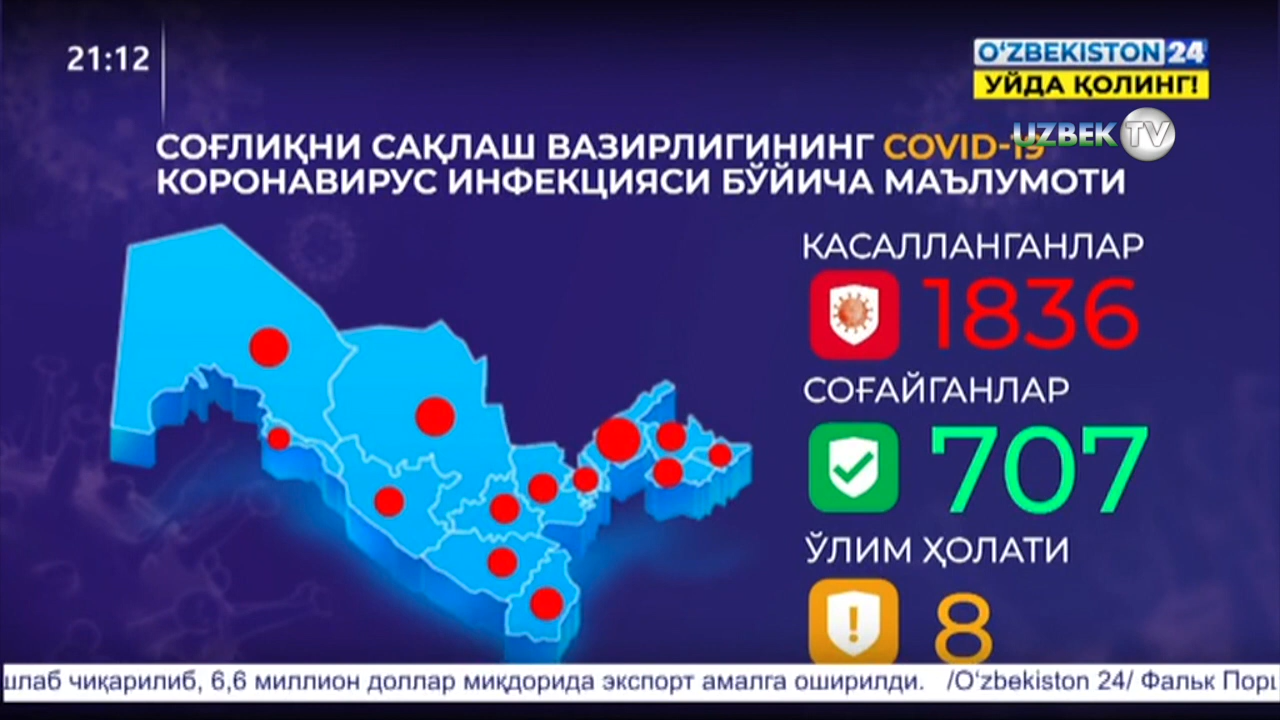 21:12
O‘ZBEKISTON 24
УЙДА ҚОЛИНГ!
UZBEK TV
СОҒЛИҚНИ САҚЛАШ ВАЗИРЛИГИНИНГ COVID-19
КОРОНАВИРУС ИНФЕКЦИЯСИ БЎЙИЧА МАЪЛУМОТИ
КАСАЛЛАНГАНЛАР
1836
СОҒАЙГАНЛАР
707
ЎЛИМ ҲОЛАТИ
8
шлаб чиқарилиб, 6,6 миллион доллар миқдорида экспорт амалга оширилди. /O‘zbekiston 24/ Фальк Порш